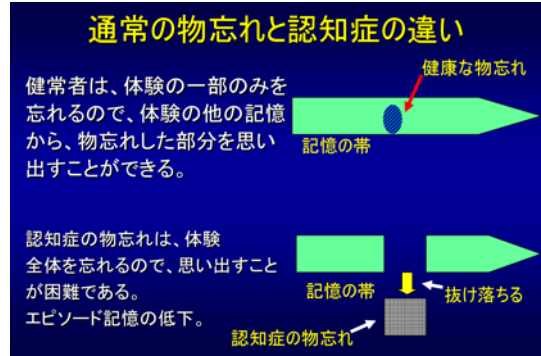 通常の物忘れと認知症の違い
健常者は、体験の一部のみを
忘れるので、体験の他の記憶
から、物忘れした部分を思い
出すことができる。
健康な物忘れ
記憶の帯
認知症の物忘れは、体験
全体を忘れるので、思い出すこと
が困難である。
エピソード記憶の低下。
記憶の帯
抜け落ちる
認知症の物忘れ